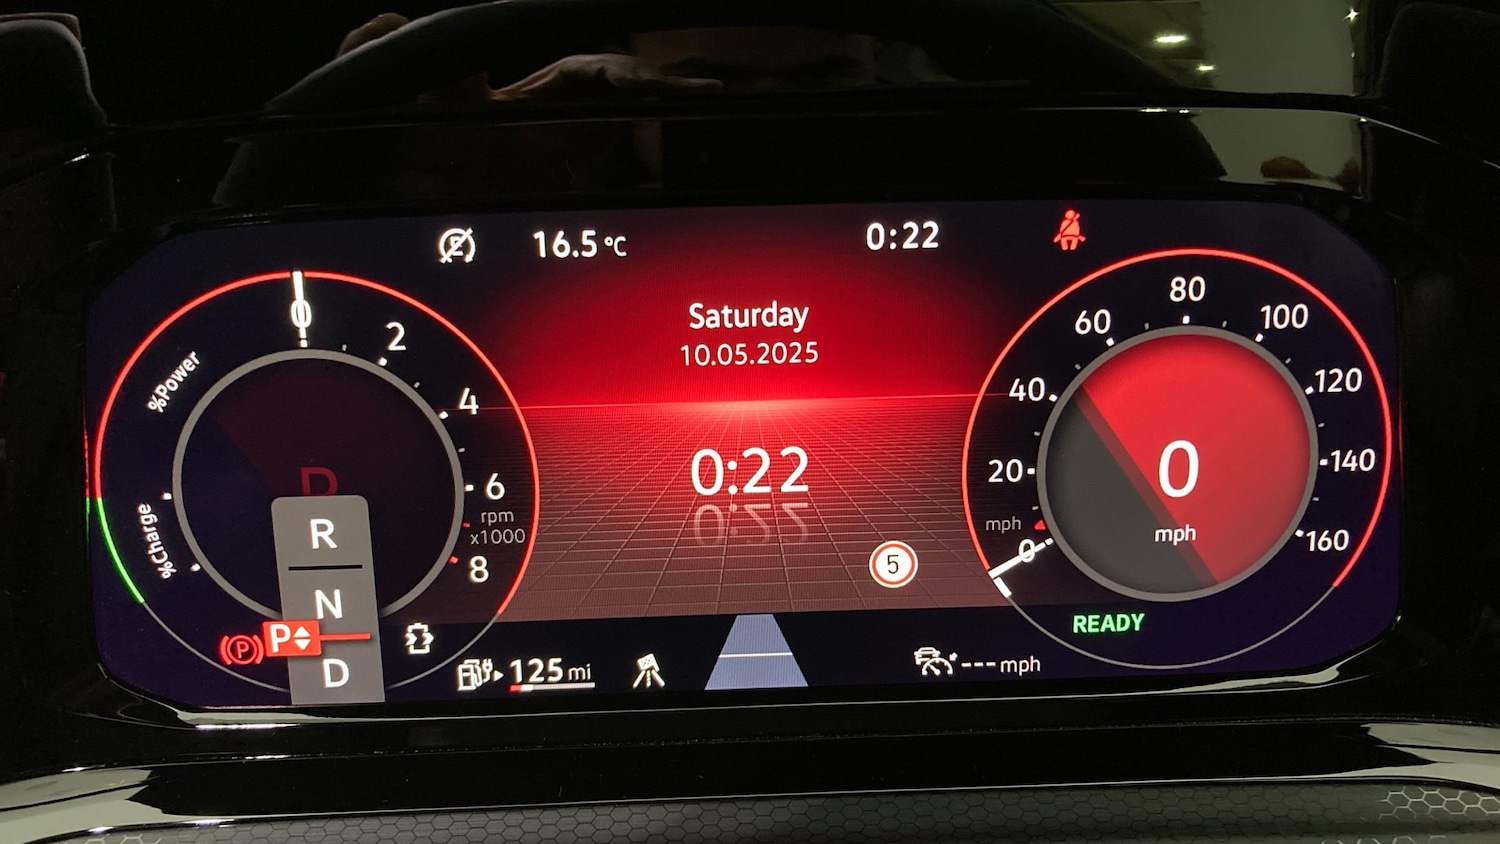 16.5 °C
0:22
Saturday
10.05.2025
0:22
5
%Power
%Charge
0
2
4
6
rpm
x1000
8
D
R
N
P
D
(P)
125 mi
--- mph
0
20
40
60
80
100
120
140
160
mph
0
mph
READY